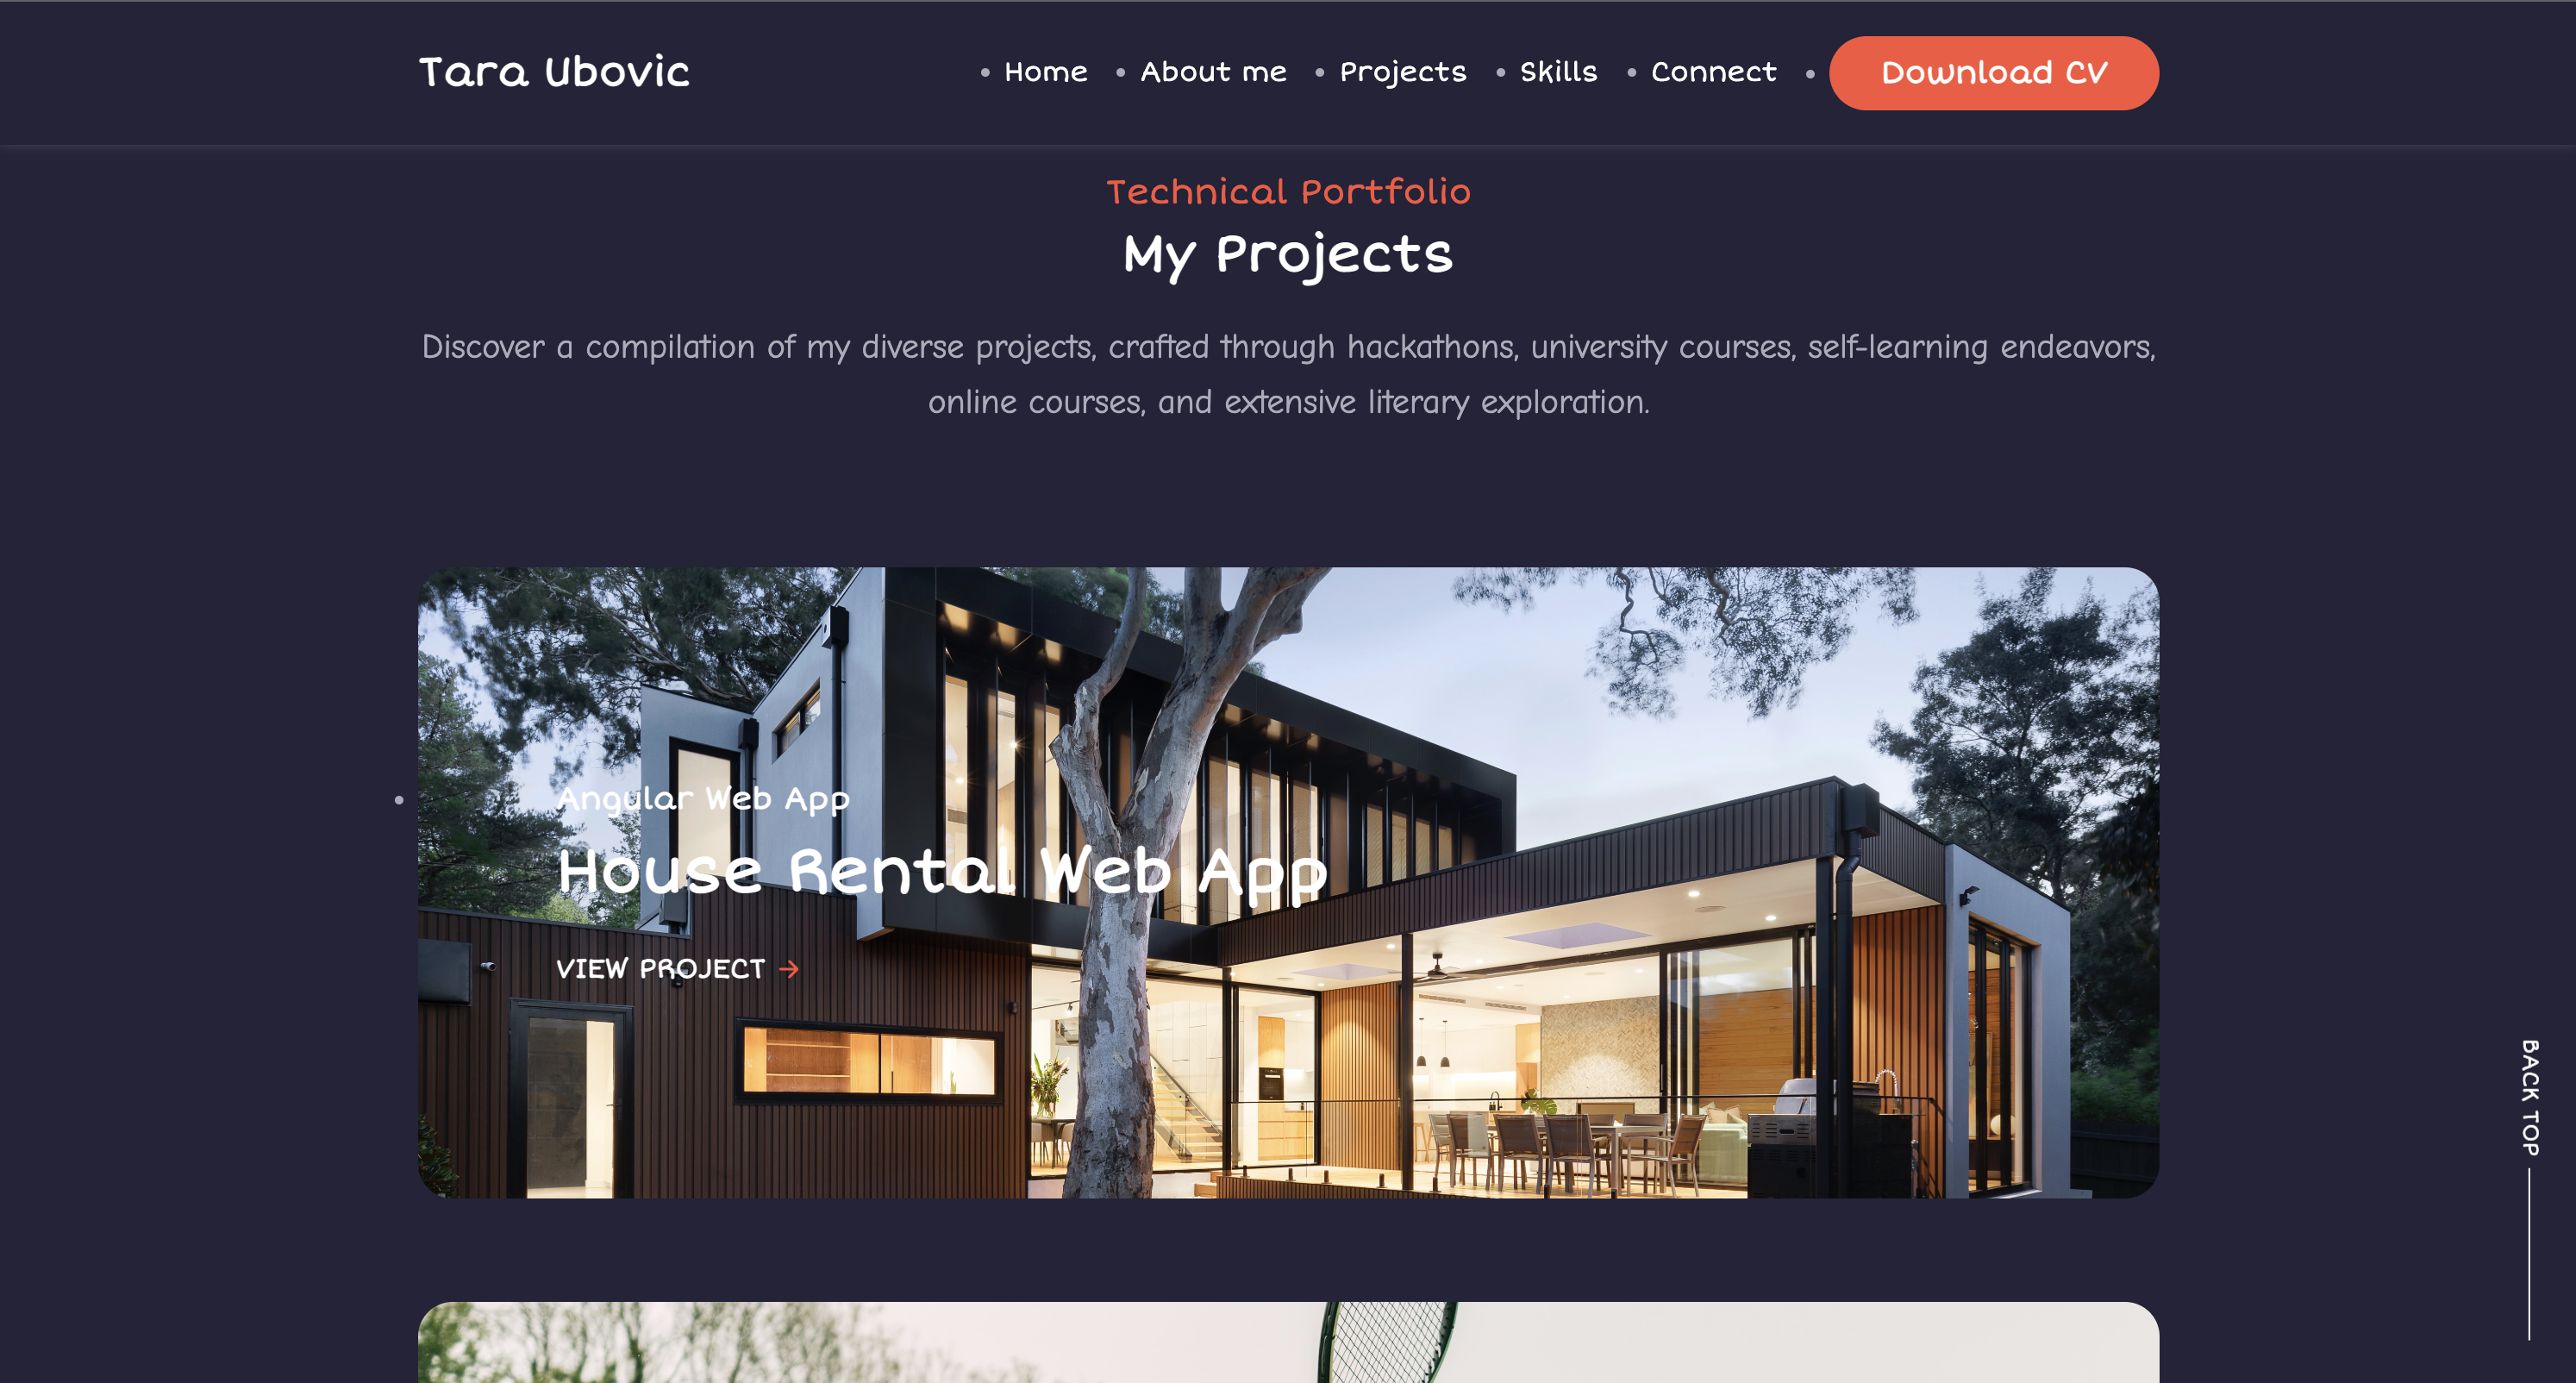 Tara Ubovic
Home
About me
Projects
Skills
Connect
Download CV
Technical Portfolio
My Projects
Discover a compilation of my diverse projects, crafted through hackathons, university courses, self-learning endeavors,
online courses, and extensive literary exploration.
Angular Web App
House Rental Web App
VIEW PROJECT
BACK TOP